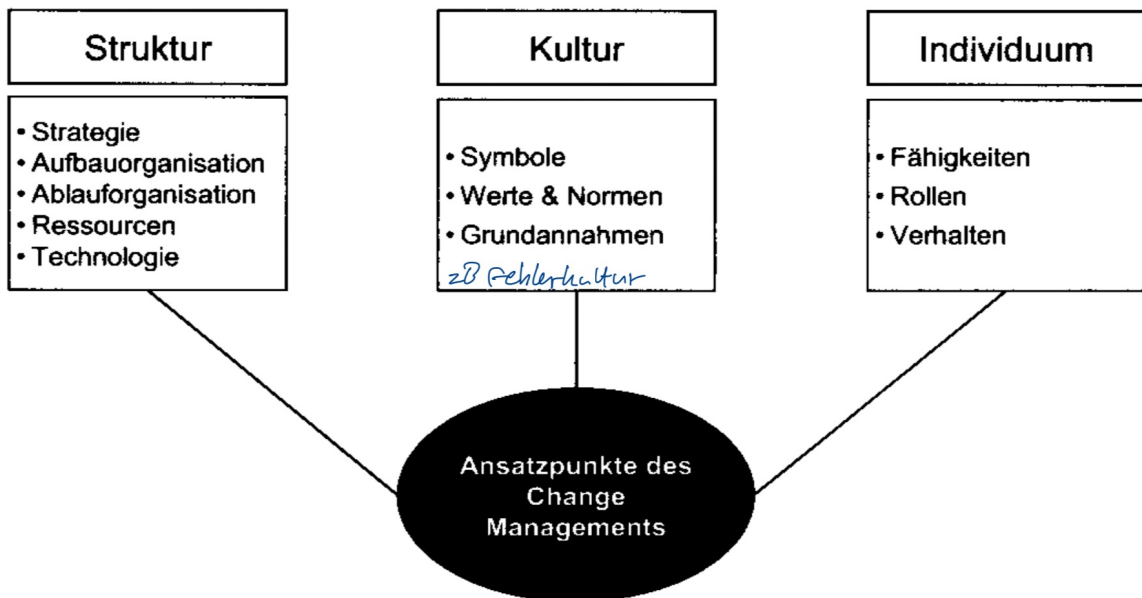 Struktur
• Strategie
• Aufbauorganisation
• Ablauforganisation
• Ressourcen
• Technologie
Kultur
• Symbole
• Werte & Normen
• Grundannahmen
zB Fehlerkultur
Individuum
• Fähigkeiten
• Rollen
• Verhalten
Ansatzpunkte des
Change
Managements